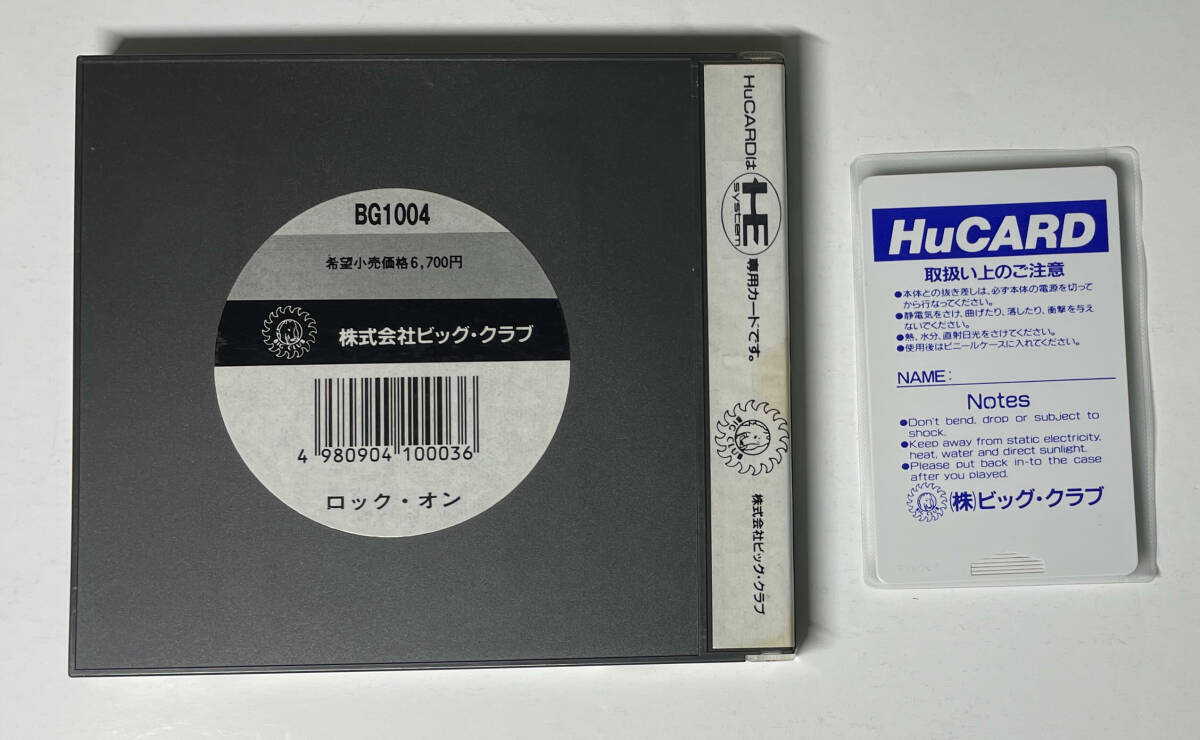 BG1004
希望小売価格6,700円
株式会社ビッグ・クラブ
4 980904 100036
ロック・オン
HuCARDは HE system 専用カードです。
BIG CLUB
株式会社ビッグ・クラブ
HuCARD
取扱い上のご注意
●本体との抜き差しは、必ず本体の電源を切って
から行なってください。
●静電気をさけ、曲げたり、落したり、衝撃を与え
ないでください。
●熱、水分、直射日光をさけてください。
●使用後はビニールケースに入れてください。
NAME:
Notes
●Don't bend, drop or subject to
shock.
●Keep away from static electricity,
heat, water and direct sunlight.
●Please put back in-to the case
after you played.
(株)ビッグ・クラブ